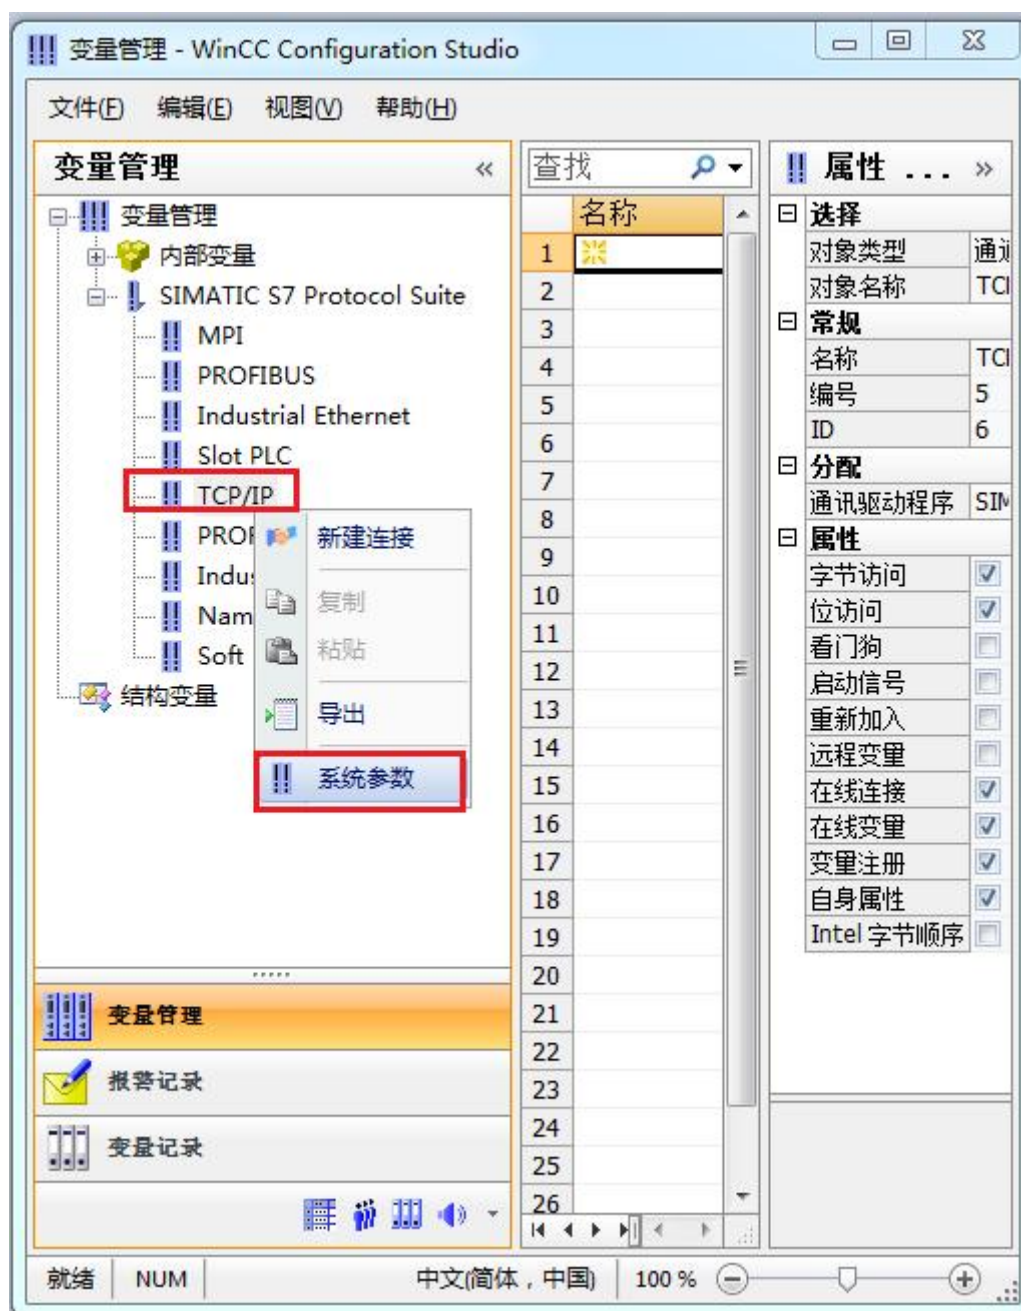 变量管理 - WinCC Configuration Studio
文件(F) 编辑(E) 视图(V) 帮助(H)
变量管理 «
变量管理
内部变量
SIMATIC S7 Protocol Suite
MPI
PROFIBUS
Industrial Ethernet
Slot PLC
TCP/IP
PROF
Indus
Nam
Soft
结构变量
新建连接
复制
粘贴
导出
系统参数
变量管理
报警记录
变量记录
查找
名称
1
2
3
4
5
6
7
8
9
10
11
12
13
14
15
16
17
18
19
20
21
22
23
24
25
26
属性 ... »
选择
对象类型 通
对象名称 TC
常规
名称 TC
编号 5
ID 6
分配
通讯驱动程序 SIM
属性
字节访问
位访问
看门狗
启动信号
重新加入
远程变量
在线连接
在线变量
变量注册
自身属性
Intel 字节顺序
就绪 NUM 中文(简体，中国) 100 %